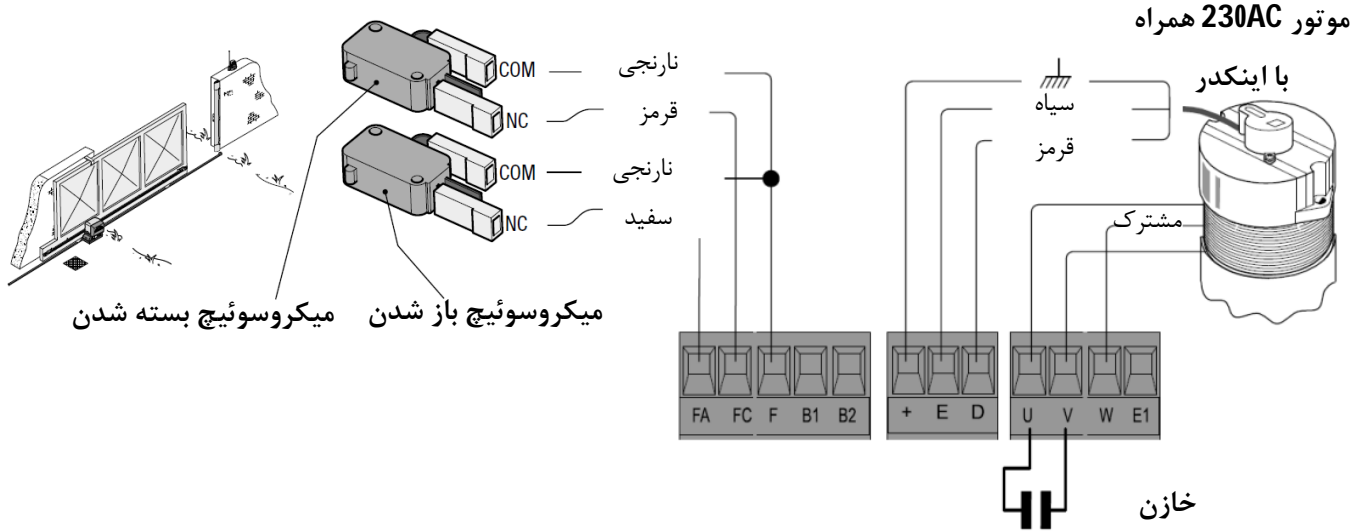 موتور 230AC همراه
با اینکدر
COM نارنجی
NC قرمز
COM نارنجی
NC سفید
سیاه
قرمز
مشترک
میکروسوئیچ بسته شدن
میکروسوئیچ باز شدن
FA FC F B1 B2
+ E D
U V W E1
خازن